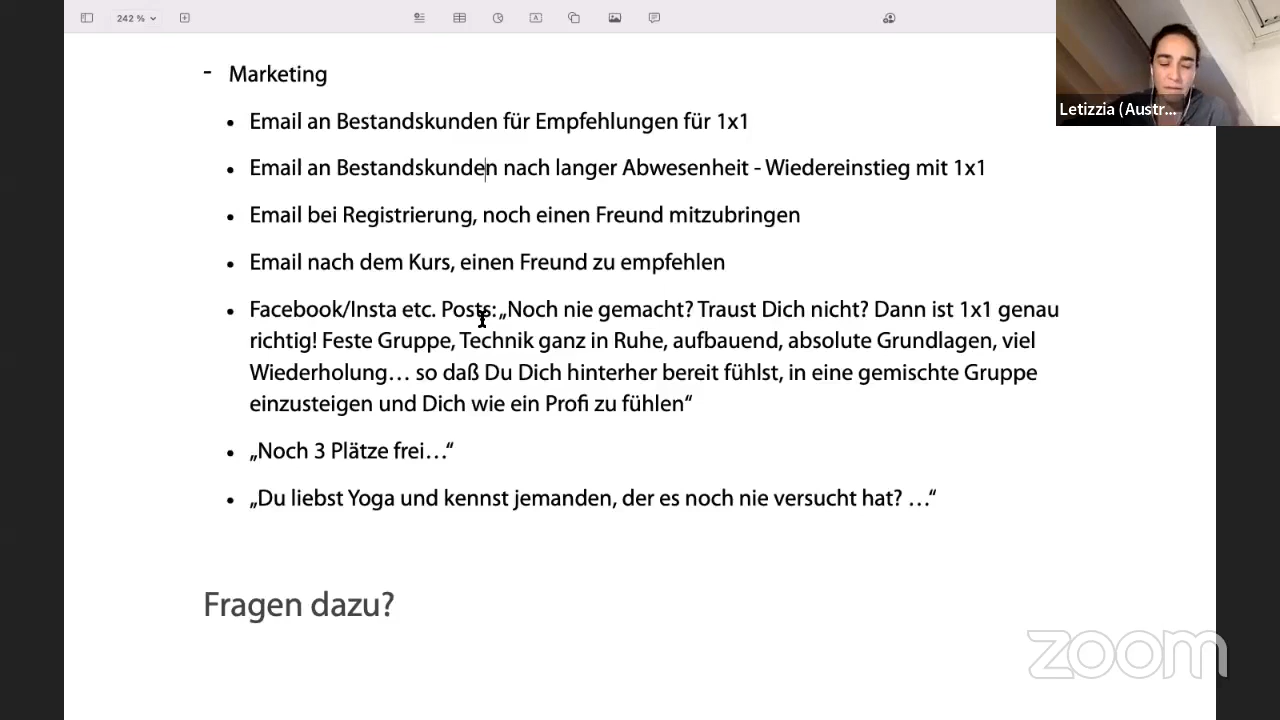 242 %
- Marketing
• Email an Bestandskunden für Empfehlungen für 1x1
• Email an Bestandskunden nach langer Abwesenheit - Wiedereinstieg mit 1x1
• Email bei Registrierung, noch einen Freund mitzubringen
• Email nach dem Kurs, einen Freund zu empfehlen
• Facebook/Insta etc. Posts: „Noch nie gemacht? Traust Dich nicht? Dann ist 1x1 genau
richtig! Feste Gruppe, Technik ganz in Ruhe, aufbauend, absolute Grundlagen, viel
Wiederholung… so daß Du Dich hinterher bereit fühlst, in eine gemischte Gruppe
einzusteigen und Dich wie ein Profi zu fühlen“
• „Noch 3 Plätze frei…“
• „Du liebst Yoga und kennst jemanden, der es noch nie versucht hat? …“
Fragen dazu?
Letizzia (Austr...
zoom